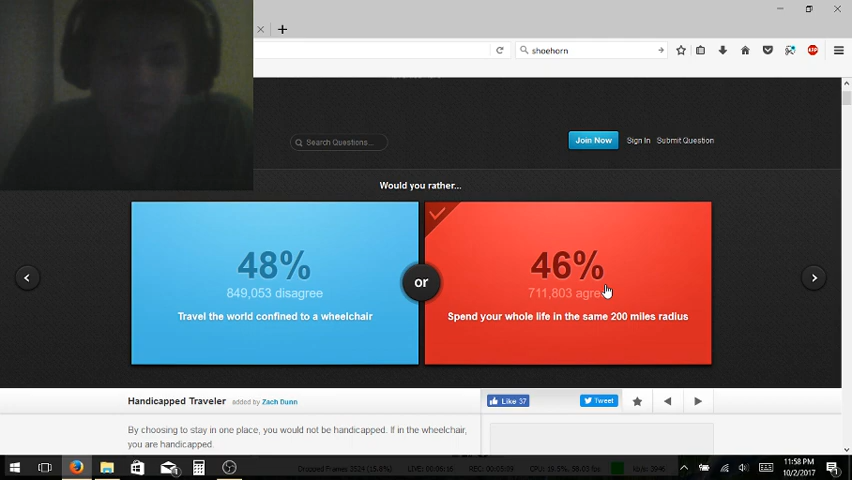 shoehorn
ABP
Search Questions...
Join Now
Sign In
Submit Question
Would you rather...
48%
849,053 disagree
Travel the world confined to a wheelchair
or
46%
711,803 agree
Spend your whole life in the same 200 miles radius
Handicapped Traveler
added by Zach Dunn
Like 37
Tweet
By choosing to stay in one place, you would not be handicapped. If in the wheelchair,
you are handicapped.
11:58 PM
10/2/2017